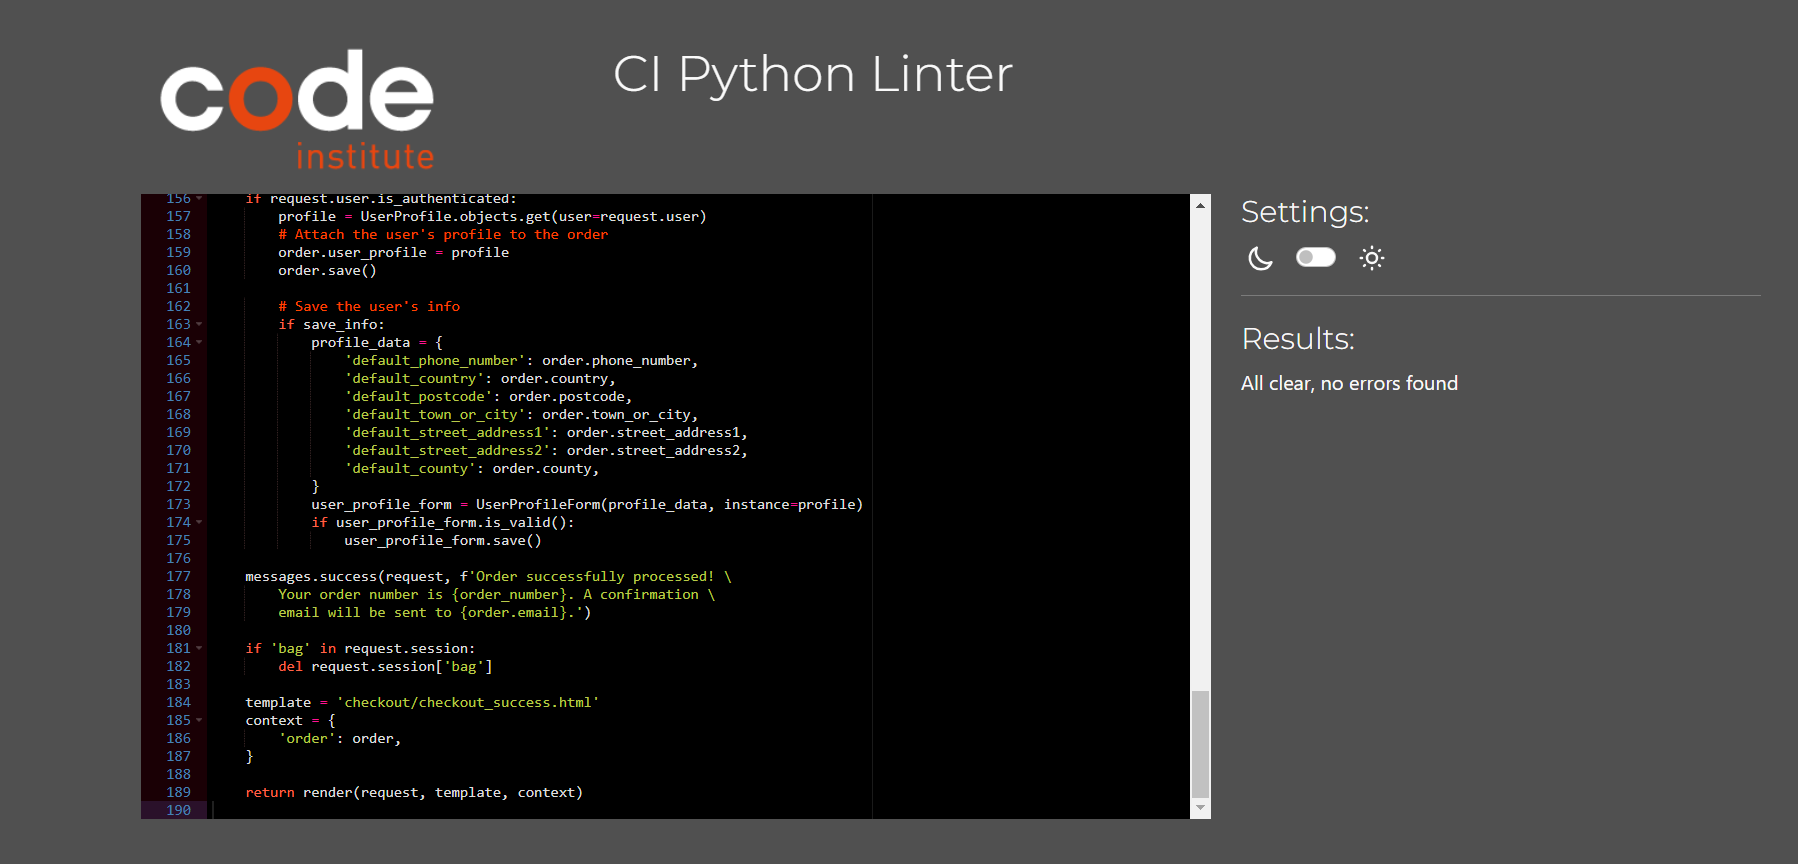 code
institute
CI Python Linter
156 if request.user.is_authenticated:
157 profile = UserProfile.objects.get(user=request.user)
158 # Attach the user's profile to the order
159 order.user_profile = profile
160 order.save()
161
162 # Save the user's info
163 if save_info:
164 profile_data = {
165 'default_phone_number': order.phone_number,
166 'default_country': order.country,
167 'default_postcode': order.postcode,
168 'default_town_or_city': order.town_or_city,
169 'default_street_address1': order.street_address1,
170 'default_street_address2': order.street_address2,
171 'default_county': order.county,
172 }
173 user_profile_form = UserProfileForm(profile_data, instance=profile)
174 if user_profile_form.is_valid():
175 user_profile_form.save()
176
177 messages.success(request, f'Order successfully processed! \
178 Your order number is {order_number}. A confirmation \
179 email will be sent to {order.email}.')
180
181 if 'bag' in request.session:
182 del request.session['bag']
183
184 template = 'checkout/checkout_success.html'
185 context = {
186 'order': order,
187 }
188
189 return render(request, template, context)
190
Settings:
Results:
All clear, no errors found